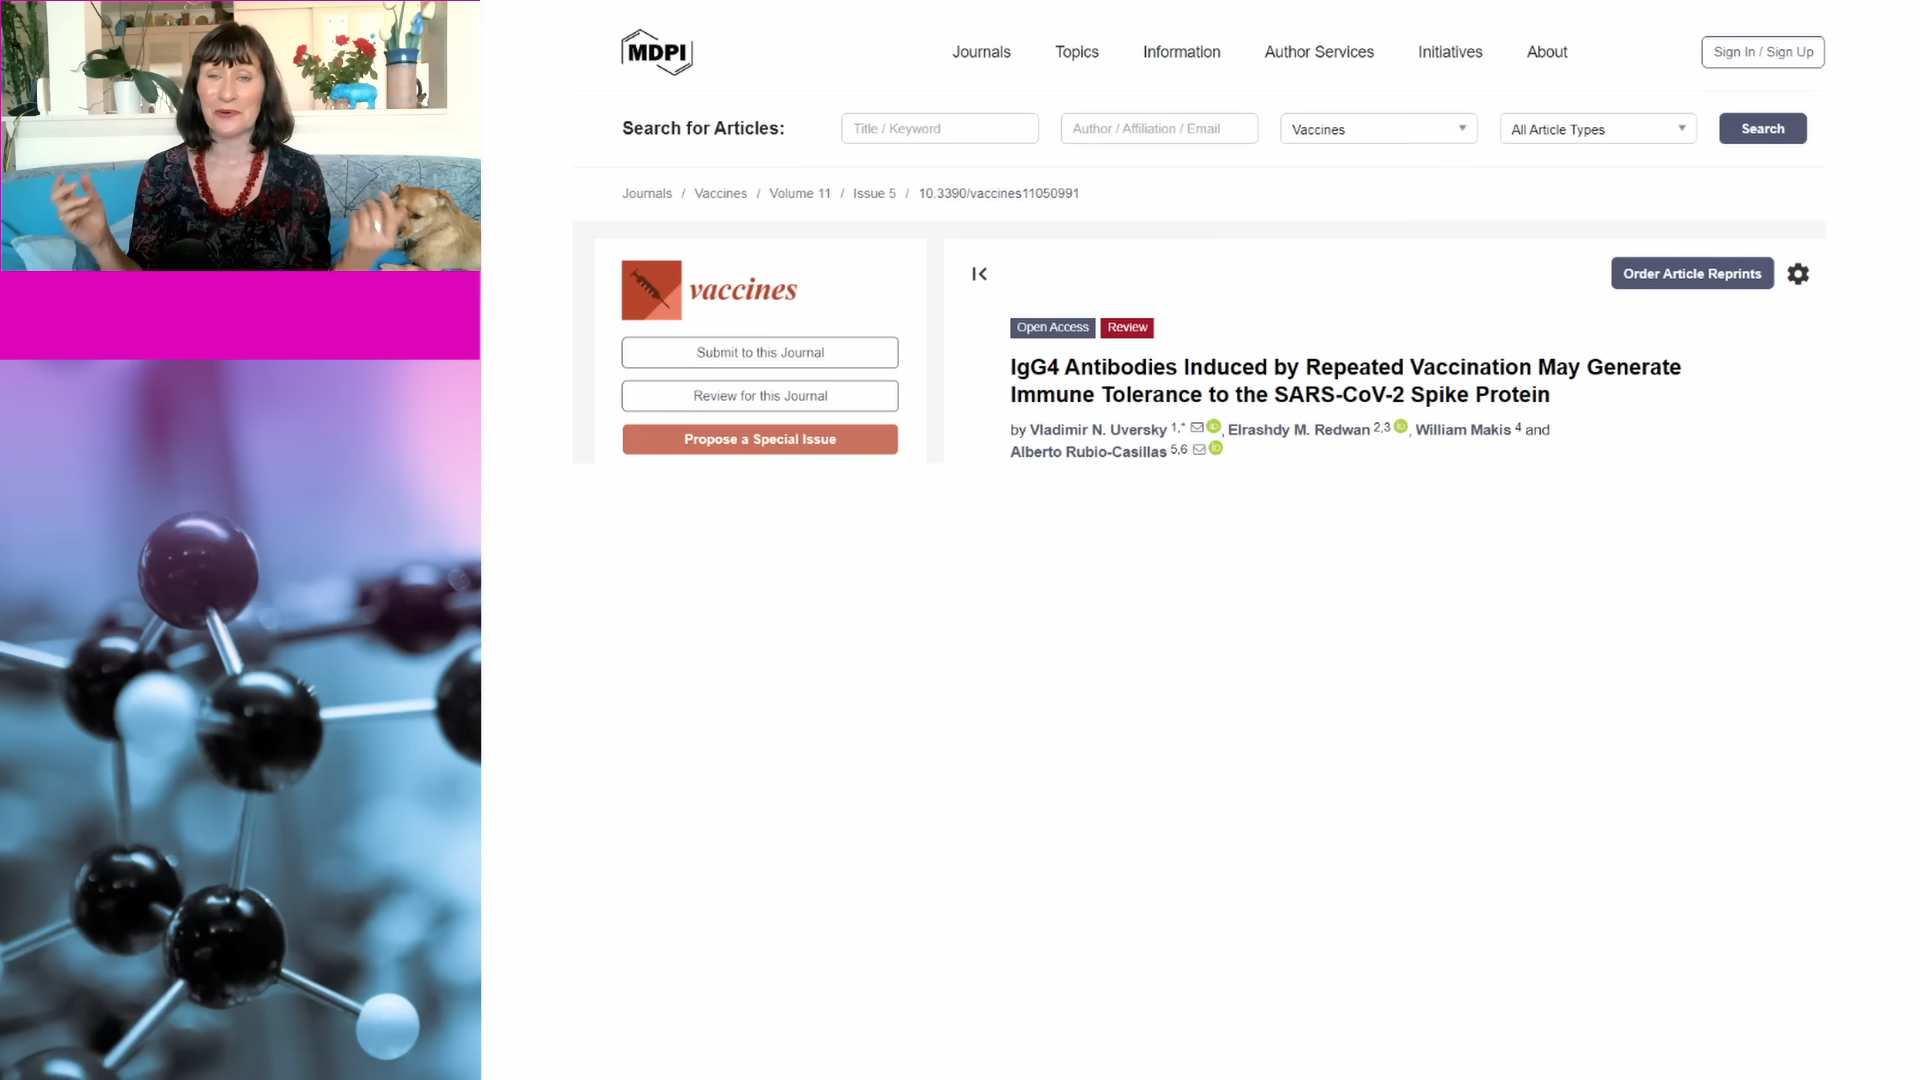 MDPI
Journals Topics Information Author Services Initiatives About Sign In / Sign Up
Search for Articles: Title / Keyword Author / Affiliation / Email Vaccines All Article Types Search
Journals / Vaccines / Volume 11 / Issue 5 / 10.3390/vaccines11050991
vaccines
Submit to this Journal
Review for this Journal
Propose a Special Issue
Order Article Reprints
Open Access Review
IgG4 Antibodies Induced by Repeated Vaccination May Generate
Immune Tolerance to the SARS-CoV-2 Spike Protein
by Vladimir N. Uversky 1,* iD, Elrashdy M. Redwan 2,3 iD, William Makis 4 and
Alberto Rubio-Casillas 5,6 iD